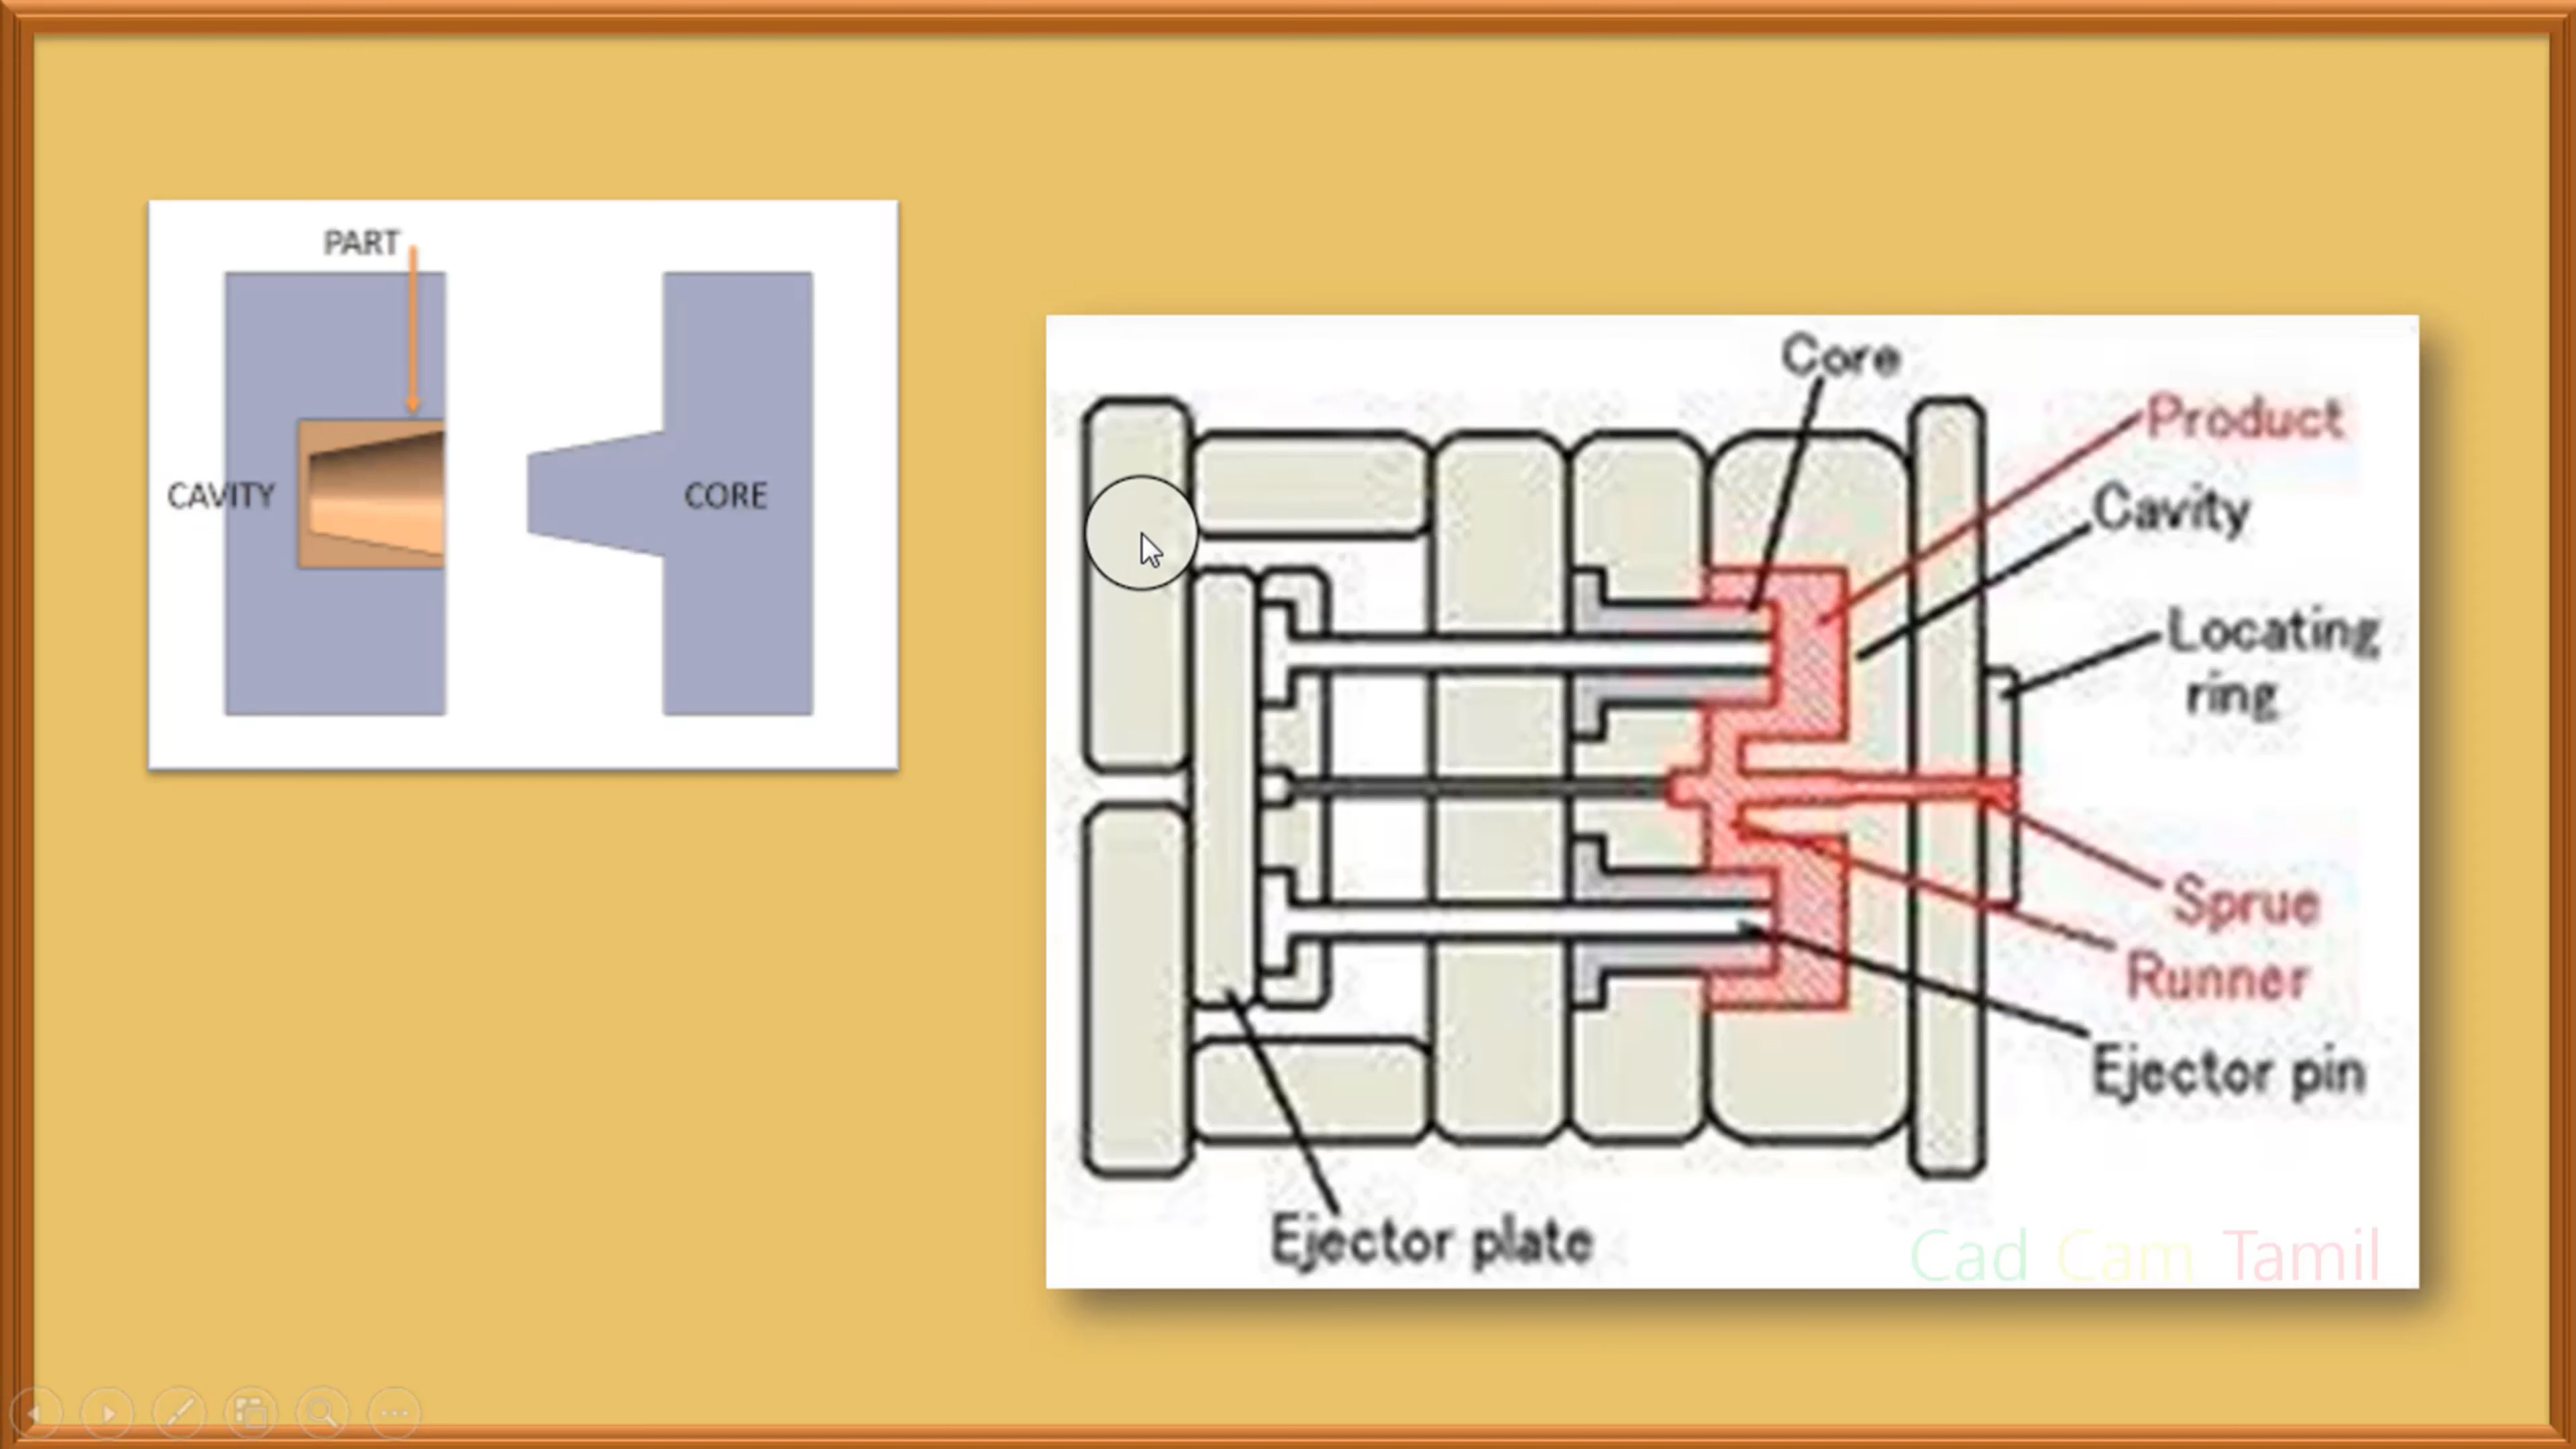 PART
CAVITY
CORE
Core
Product
Cavity
Locating
ring
Sprue
Runner
Ejector pin
Ejector plate
Cad Cam Tamil